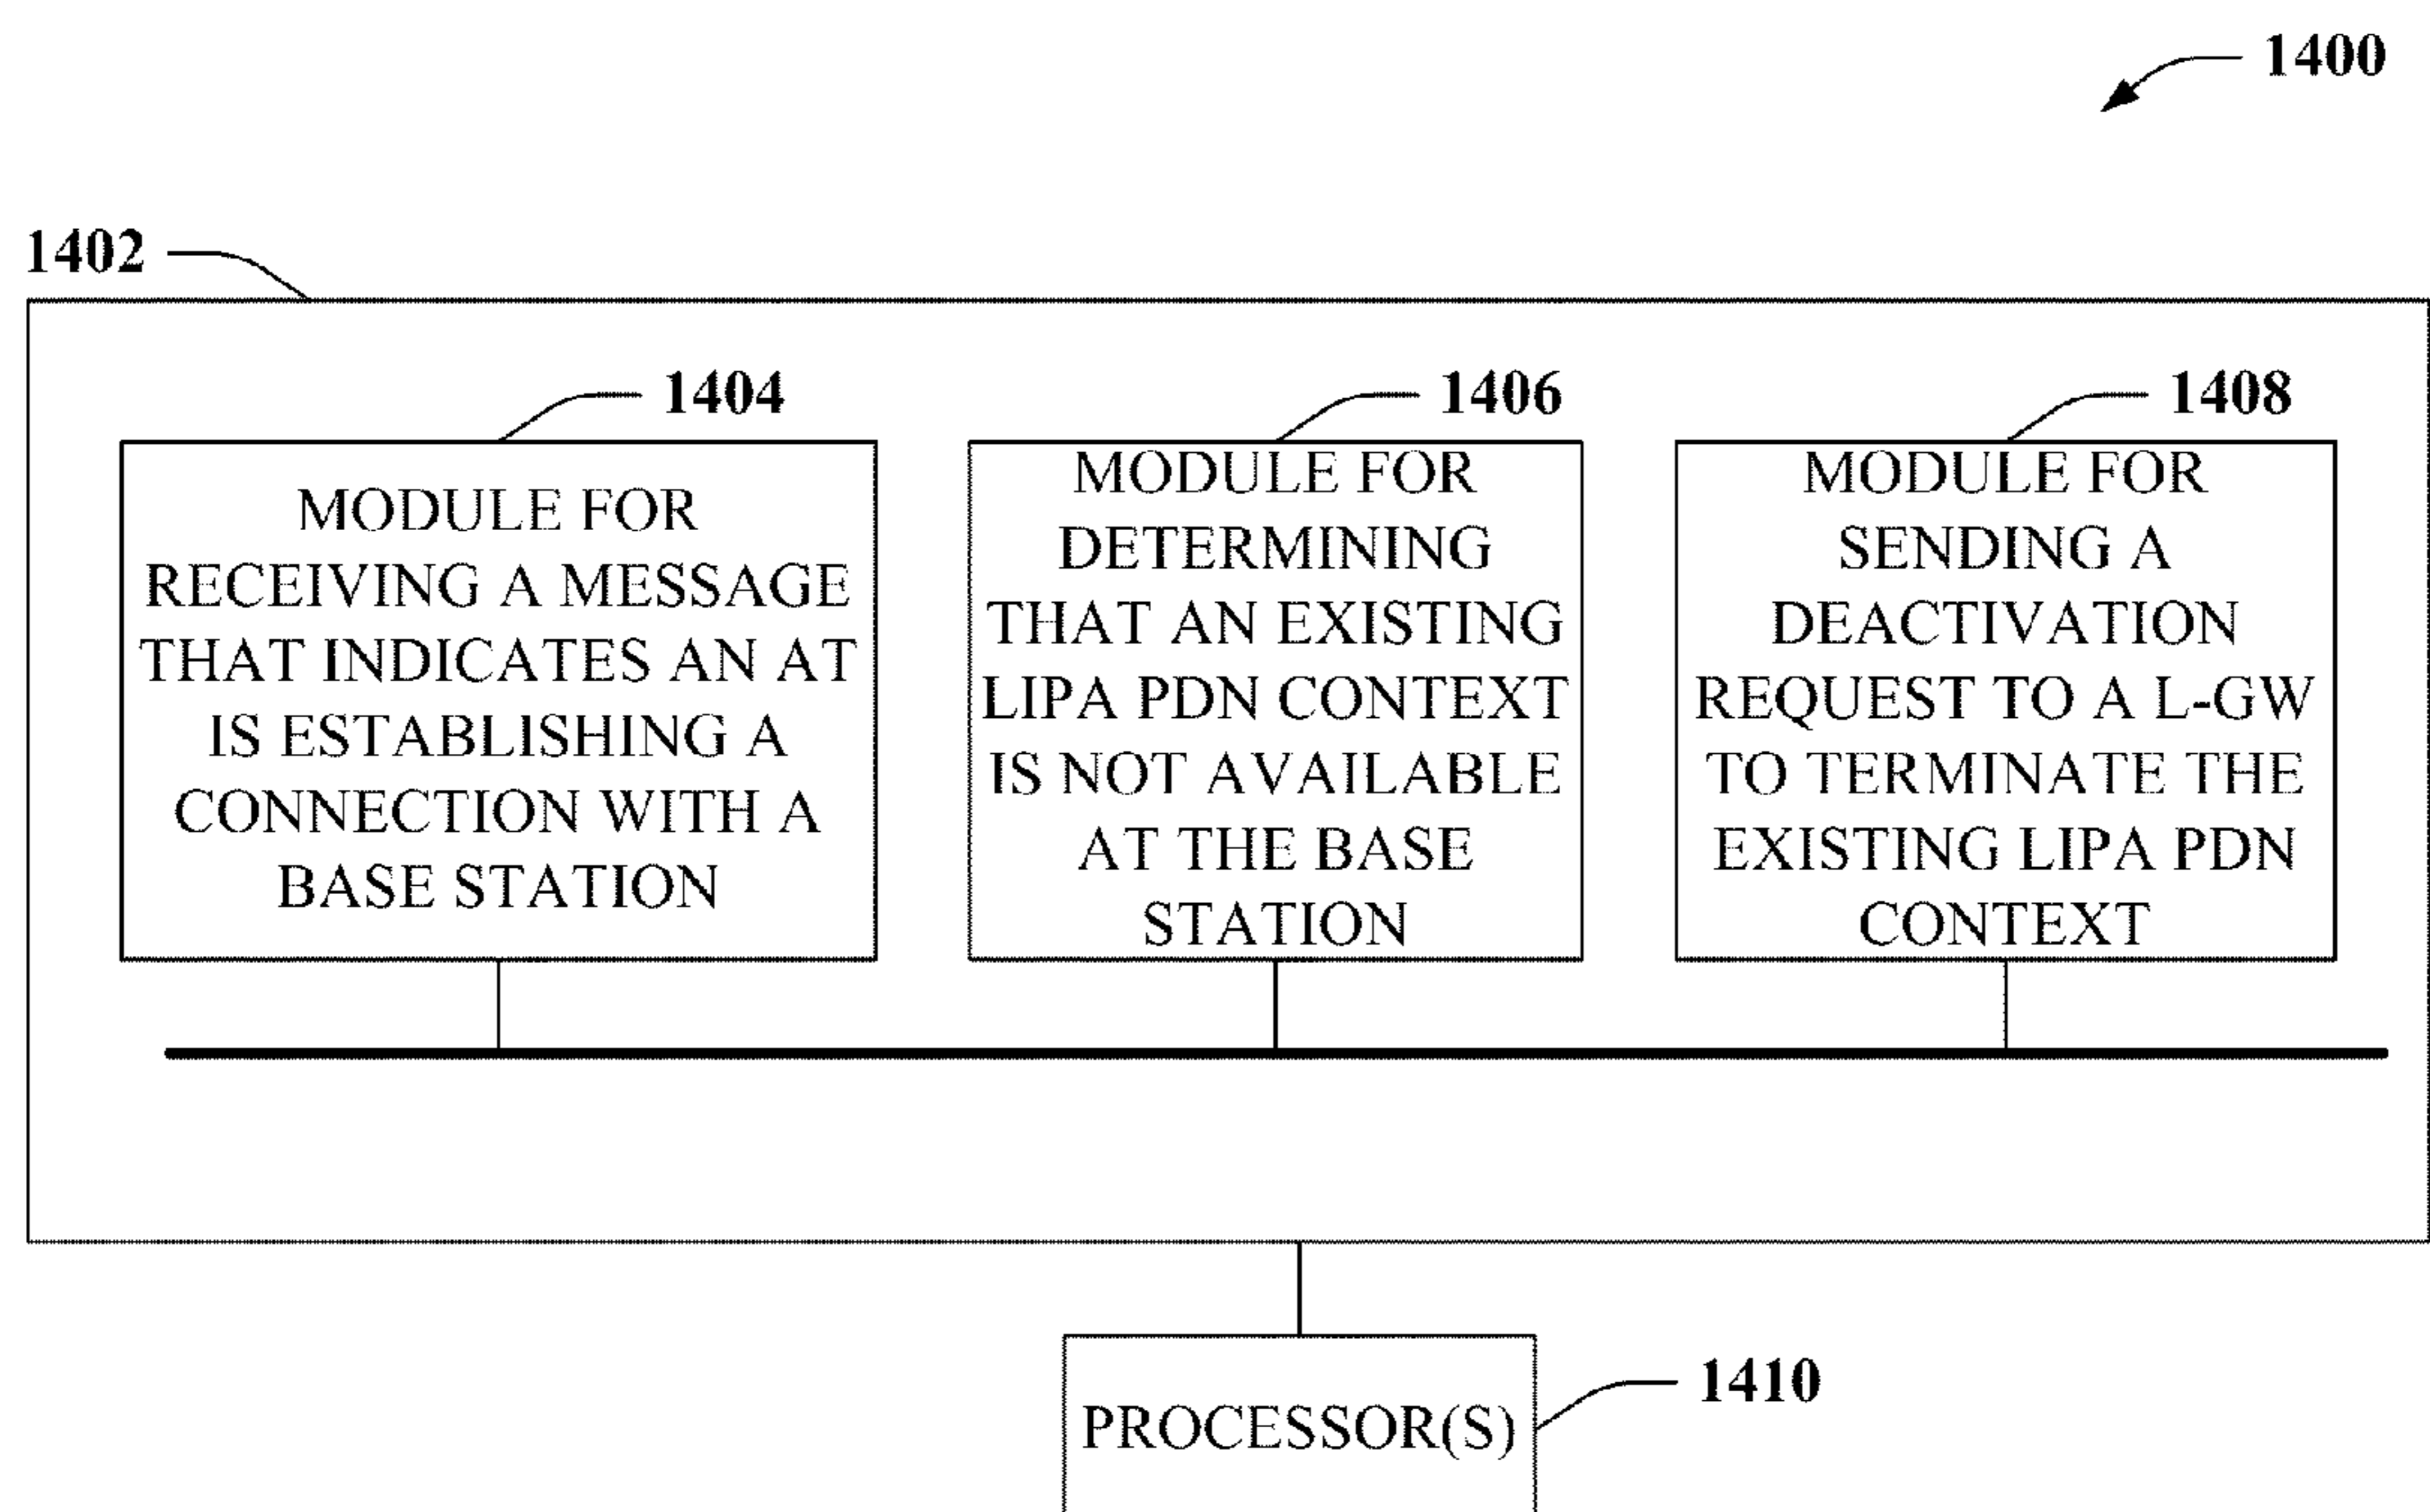 1400
1402
1404
MODULE FOR
RECEIVING A MESSAGE
THAT INDICATES AN AT
IS ESTABLISHING A
CONNECTION WITH A
BASE STATION
1406
MODULE FOR
DETERMINING
THAT AN EXISTING
LIPA PDN CONTEXT
IS NOT AVAILABLE
AT THE BASE
STATION
1408
MODULE FOR
SENDING A
DEACTIVATION
REQUEST TO A L-GW
TO TERMINATE THE
EXISTING LIPA PDN
CONTEXT
PROCESSOR(S)
1410